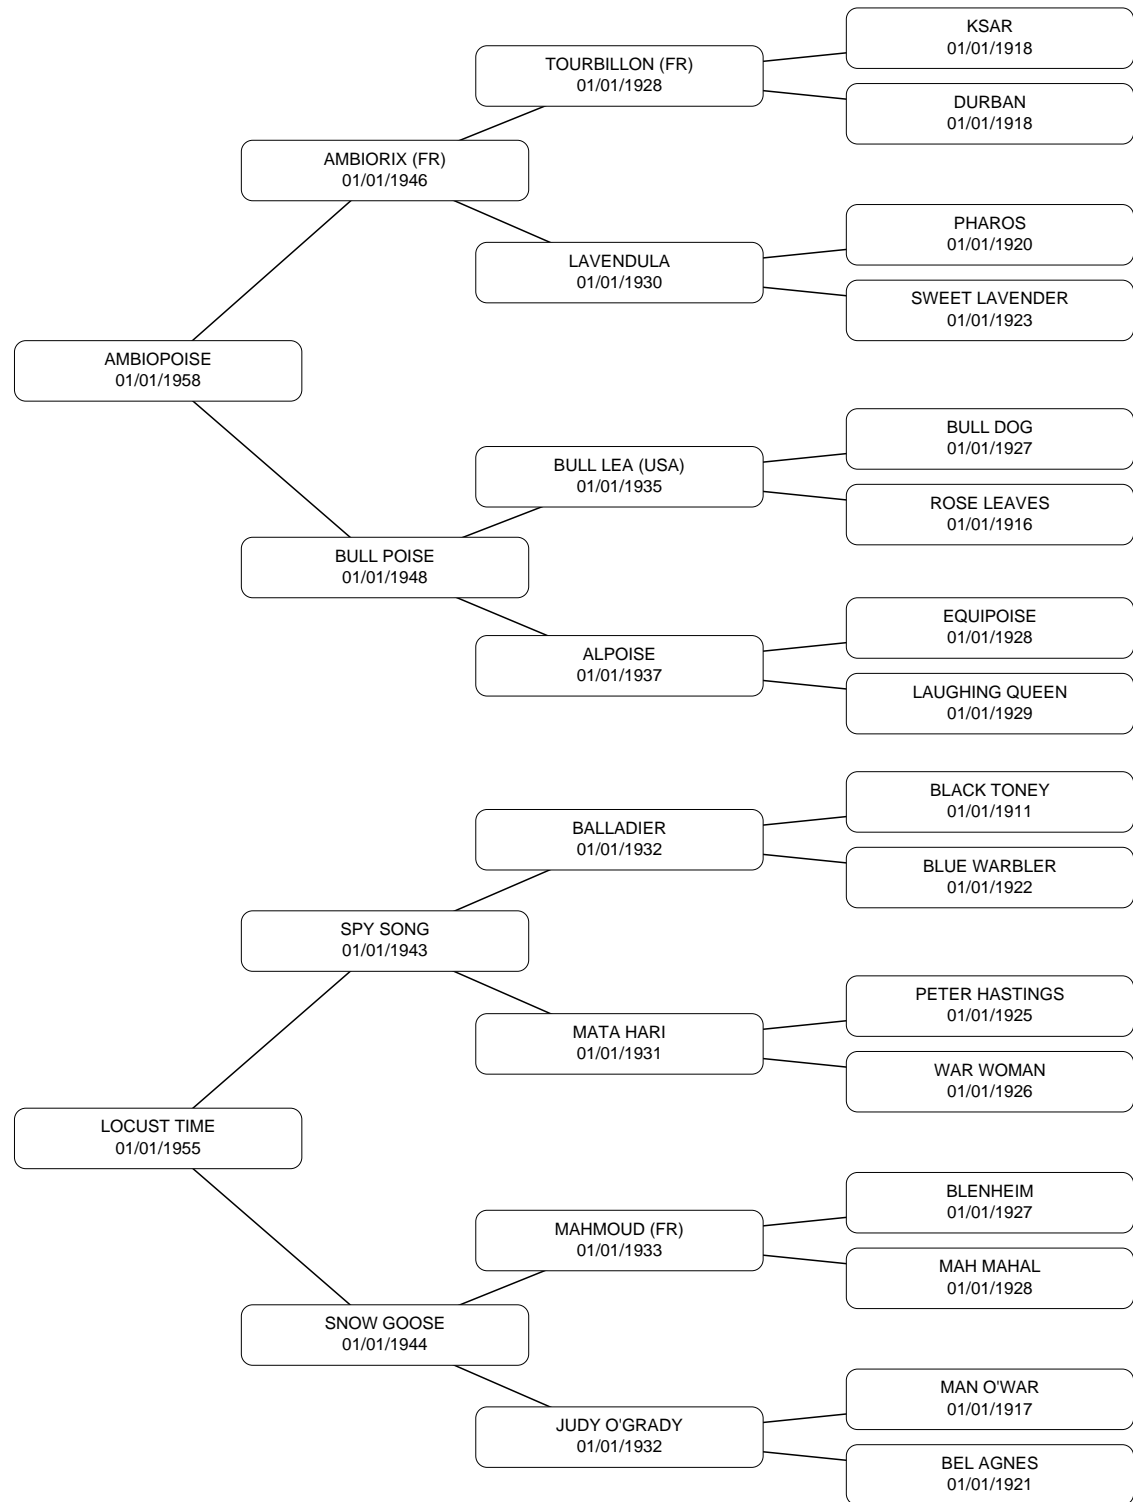 KSAR
01/01/1918
TOURBILLON (FR)
01/01/1928
DURBAN
01/01/1918
AMBIORIX (FR)
01/01/1946
PHAROS
01/01/1920
LAVENDULA
01/01/1930
SWEET LAVENDER
01/01/1923
AMBIOPOISE
01/01/1958
BULL DOG
01/01/1927
BULL LEA (USA)
01/01/1935
ROSE LEAVES
01/01/1916
BULL POISE
01/01/1948
EQUIPOISE
01/01/1928
ALPOISE
01/01/1937
LAUGHING QUEEN
01/01/1929
BLACK TONEY
01/01/1911
BALLADIER
01/01/1932
BLUE WARBLER
01/01/1922
SPY SONG
01/01/1943
PETER HASTINGS
01/01/1925
MATA HARI
01/01/1931
WAR WOMAN
01/01/1926
LOCUST TIME
01/01/1955
BLENHEIM
01/01/1927
MAHMOUD (FR)
01/01/1933
MAH MAHAL
01/01/1928
SNOW GOOSE
01/01/1944
MAN O'WAR
01/01/1917
JUDY O'GRADY
01/01/1932
BEL AGNES
01/01/1921